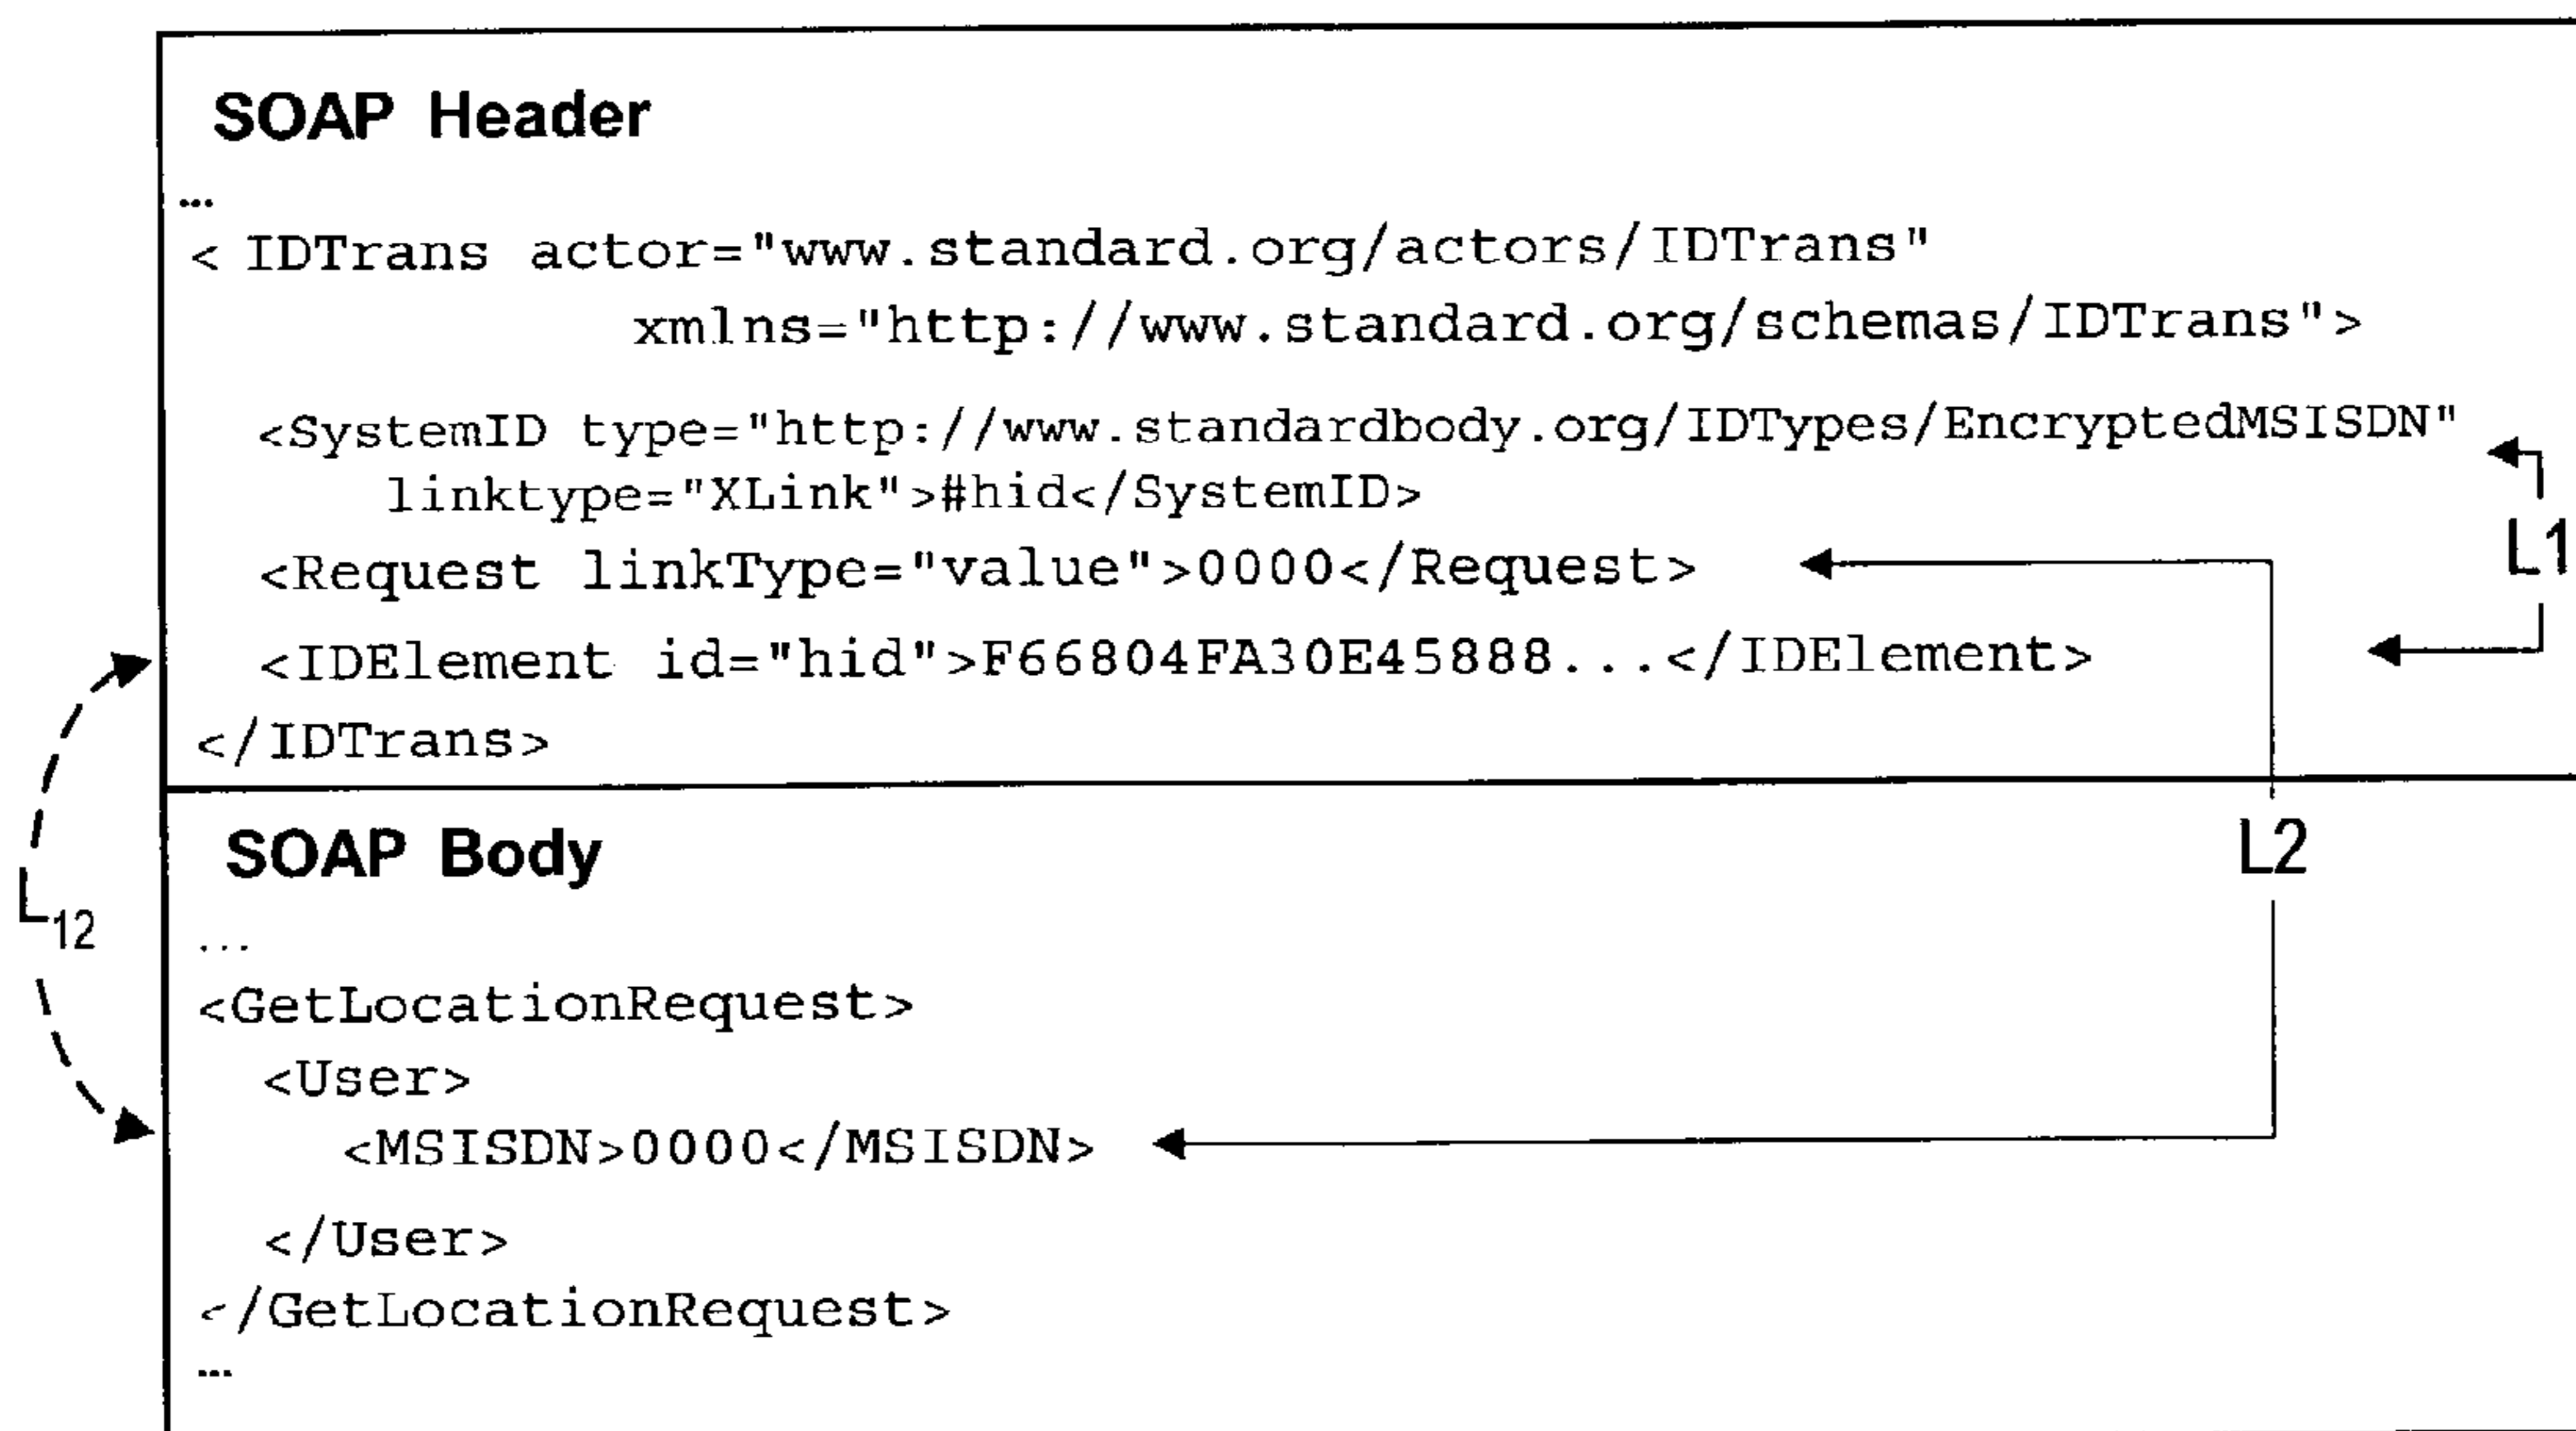 SOAP Header
...
< IDTrans actor="www.standard.org/actors/IDTrans"
xmlns="http://www.standard.org/schemas/IDTrans">
<SystemID type="http://www.standardbody.org/IDTypes/EncryptedMSISDN"
linktype="XLink">#hid</SystemID>
L1
<Request linkType="value">0000</Request>
<IDElement id="hid">F66804FA30E45888...</IDElement>
</IDTrans>
SOAP Body
L2
L12
...
<GetLocationRequest>
<User>
<MSISDN>0000</MSISDN>
</User>
</GetLocationRequest>
...